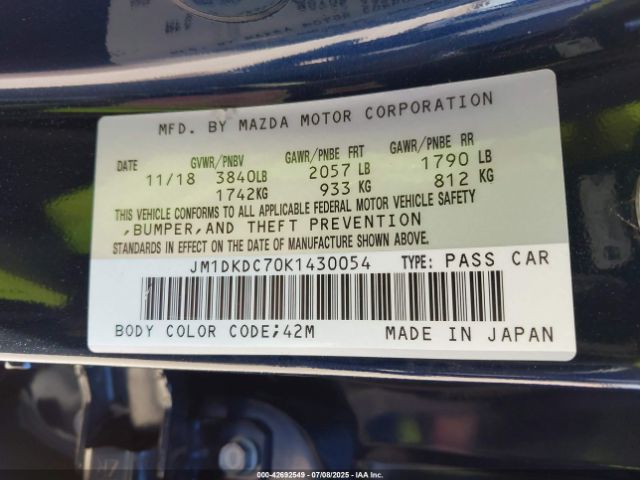 MFD. BY MAZDA MOTOR CORPORATION
DATE GVWR/PNBV GAWR/PNBE FRT GAWR/PNBE RR
11/18 3840LB 2057 LB 1790 LB
1742KG 933 KG 812 KG
THIS VEHICLE CONFORMS TO ALL APPLICABLE FEDERAL MOTOR VEHICLE SAFETY
,BUMPER,AND THEFT PREVENTION
STANDARDS IN EFFECT ON THE DATE OF MANUFACTURE SHOWN ABOVE.
JM1DKDC70K1430054 TYPE: PASS CAR
BODY COLOR CODE;42M MADE IN JAPAN
000-42692549 - 07/08/2025 - IAA Inc.